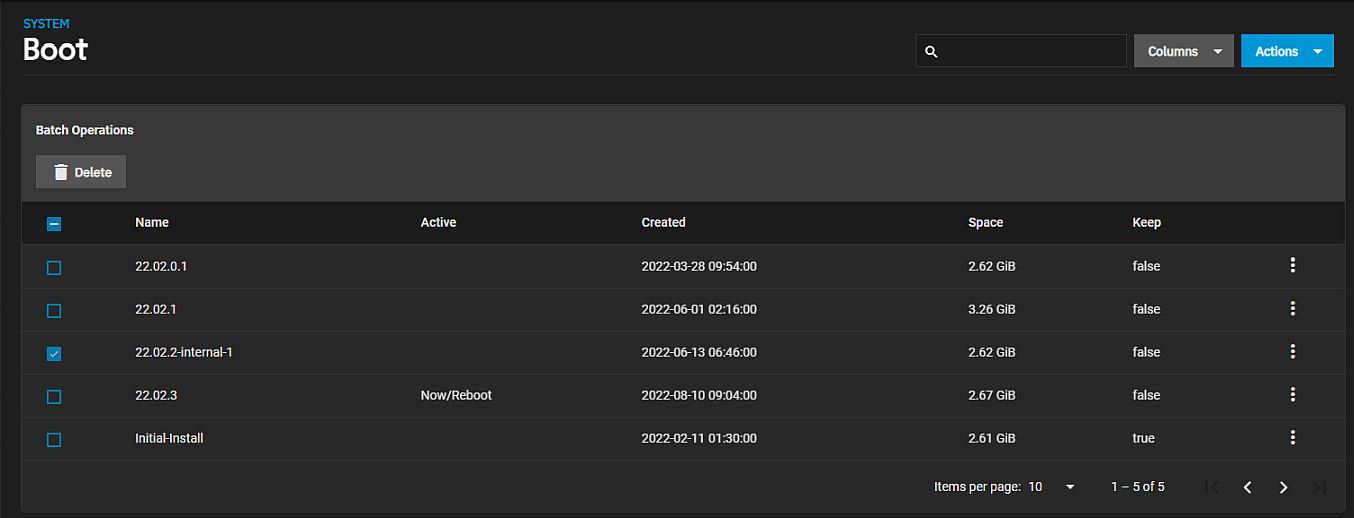 SYSTEM
Boot
Columns Actions
Batch Operations
Delete
Name Active Created Space Keep
22.02.0.1 2022-03-28 09:54:00 2.62 GiB false
22.02.1 2022-06-01 02:16:00 3.26 GiB false
22.02.2-internal-1 2022-06-13 06:46:00 2.62 GiB false
22.02.3 Now/Reboot 2022-08-10 09:04:00 2.67 GiB false
Initial-Install 2022-02-11 01:30:00 2.61 GiB true
Items per page: 10 1 – 5 of 5